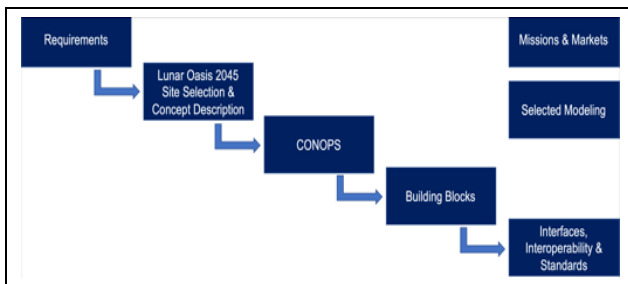 Requirements
Missions & Markets
Lunar Oasis 2045
Site Selection &
Concept Description
Selected Modeling
CONOPS
Building Blocks
Interfaces,
Interoperability &
Standards